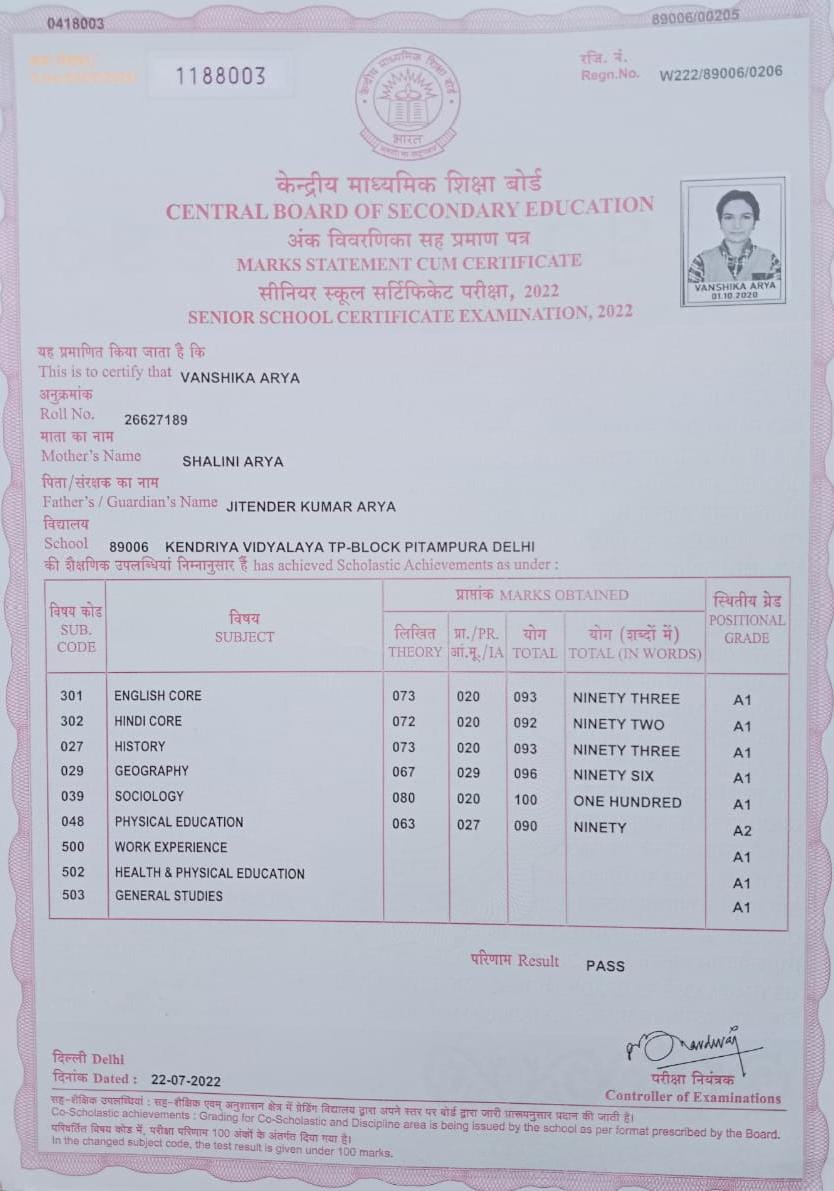 0418003
89006/00205
1188003
रजि. नं.
Regn.No. W222/89006/0206
केन्द्रीय माध्यमिक शिक्षा बोर्ड
भारत
केन्द्रीय माध्यमिक शिक्षा बोर्ड
CENTRAL BOARD OF SECONDARY EDUCATION
अंक विवरणिका सह प्रमाण पत्र
MARKS STATEMENT CUM CERTIFICATE
सीनियर स्कूल सर्टिफिकेट परीक्षा, 2022
SENIOR SCHOOL CERTIFICATE EXAMINATION, 2022
VANSHIKA ARYA
01.10.2020
यह प्रमाणित किया जाता है कि
This is to certify that VANSHIKA ARYA
अनुक्रमांक
Roll No. 26627189
माता का नाम
Mother's Name SHALINI ARYA
पिता/संरक्षक का नाम
Father's / Guardian's Name JITENDER KUMAR ARYA
विद्यालय
School 89006 KENDRIYA VIDYALAYA TP-BLOCK PITAMPURA DELHI
की शैक्षणिक उपलब्धियां निम्नानुसार हैं has achieved Scholastic Achievements as under :
विषय कोड विषय प्राप्तांक MARKS OBTAINED स्थितीय ग्रेड
SUB. CODE SUBJECT लिखित प्रा./PR. योग योग (शब्दों में) POSITIONAL
THEORY आं.मू./IA TOTAL TOTAL (IN WORDS) GRADE
301 ENGLISH CORE 073 020 093 NINETY THREE A1
302 HINDI CORE 072 020 092 NINETY TWO A1
027 HISTORY 073 020 093 NINETY THREE A1
029 GEOGRAPHY 067 029 096 NINETY SIX A1
039 SOCIOLOGY 080 020 100 ONE HUNDRED A1
048 PHYSICAL EDUCATION 063 027 090 NINETY A2
500 WORK EXPERIENCE A1
502 HEALTH & PHYSICAL EDUCATION A1
503 GENERAL STUDIES A1
परिणाम Result PASS
दिल्ली Delhi
दिनांक Dated : 22-07-2022
परीक्षा नियंत्रक
Controller of Examinations
सह-शैक्षिक उपलब्धियां : सह-शैक्षिक एवम् अनुशासन क्षेत्र में ग्रेडिंग विद्यालय द्वारा अपने स्तर पर बोर्ड द्वारा जारी प्रारूपनुसार प्रदान की जाती है।
Co-Scholastic achievements : Grading for Co-Scholastic and Discipline area is being issued by the school as per format prescribed by the Board.
परिवर्तित विषय कोड में, परीक्षा परिणाम 100 अंकों के अंतर्गत दिया गया है।
In the changed subject code, the test result is given under 100 marks.